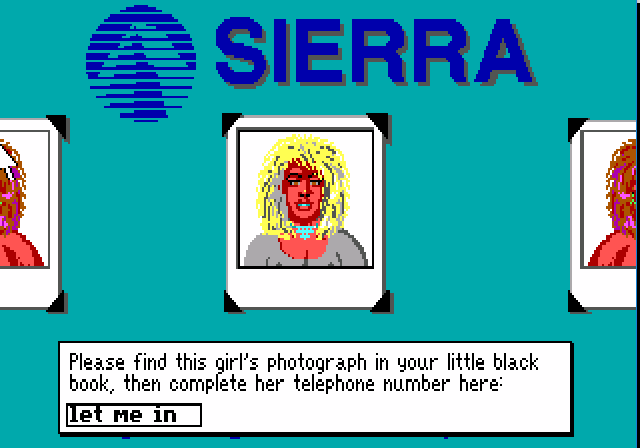 SIERRA
Please find this girl's photograph in your little black
book, then complete her telephone number here:
let me in